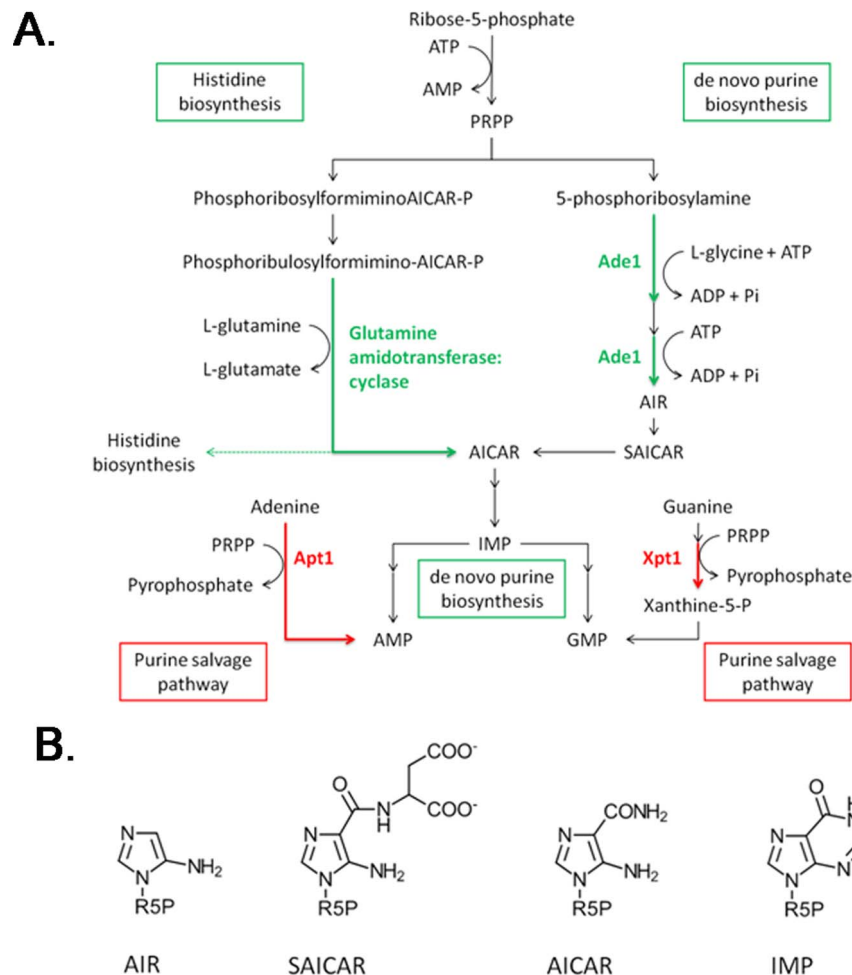 A.
Ribose-5-phosphate
ATP
AMP
Histidine
biosynthesis
de novo purine
biosynthesis
PRPP
PhosphoribosylformiminoAICAR-P
5-phosphoribosylamine
Phosphoribulosylformimino-AICAR-P
Ade1
L-glycine + ATP
ADP + Pi
L-glutamine
L-glutamate
Glutamine
amidotransferase:
cyclase
Ade1
ATP
ADP + Pi
AIR
Histidine
biosynthesis
AICAR
SAICAR
Adenine
Guanine
PRPP
Apt1
Pyrophosphate
IMP
Xpt1
PRPP
Pyrophosphate
de novo purine
biosynthesis
Xanthine-5-P
AMP
GMP
Purine salvage
pathway
Purine salvage
pathway
B.
N
N
NH2
R5P
AIR
O
COO-
COO-
N
H
N
N
NH2
R5P
SAICAR
CONH2
N
N
NH2
R5P
AICAR
O
N
N
R5P
IMP